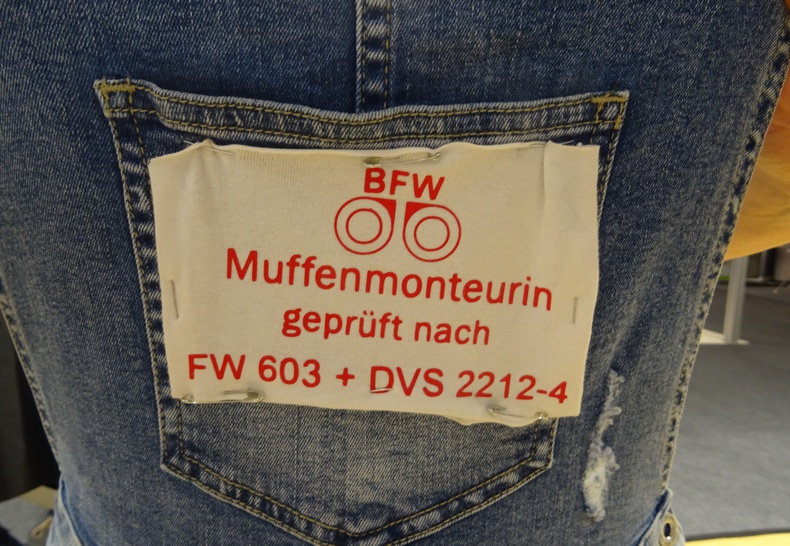 BFW
Muffenmonteurin
geprüft nach
FW 603 + DVS 2212-4